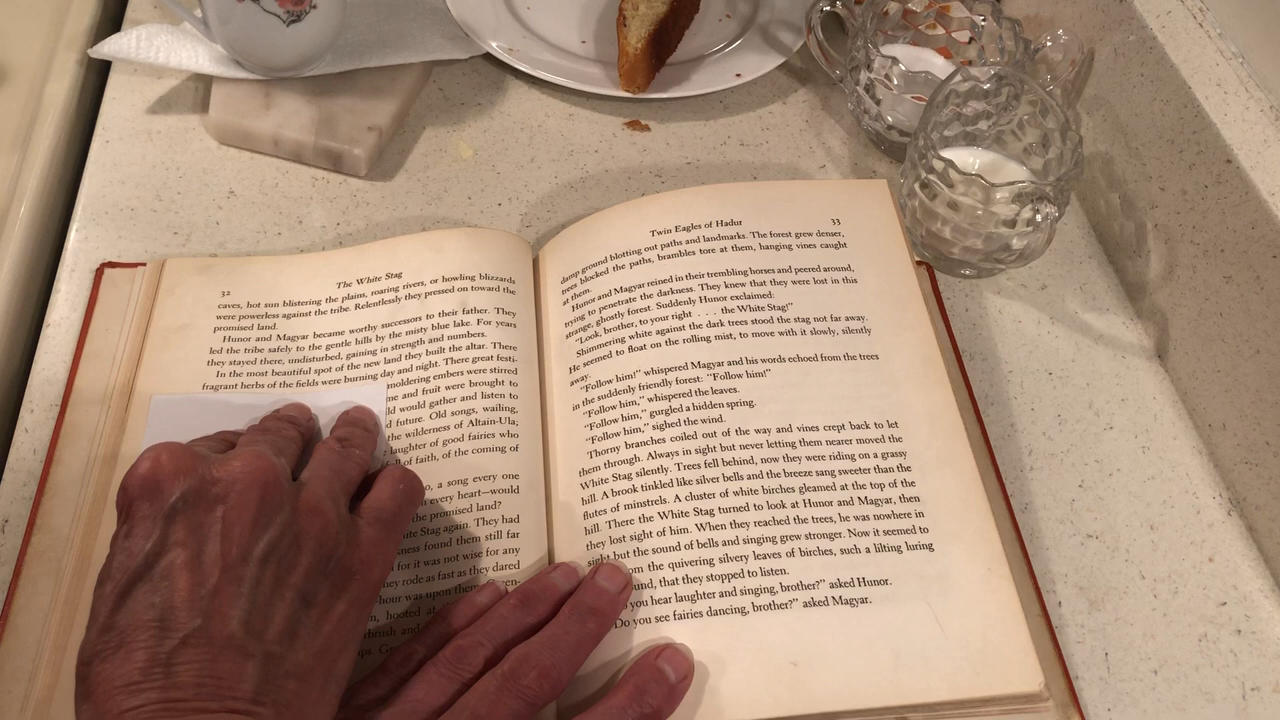 32
The White Stag
caves, hot sun blistering the plains, roaring rivers, or howling blizzards
were powerless against the tribe. Relentlessly they pressed on toward the
promised land.
Hunor and Magyar became worthy successors to their father. They
led the tribe safely to the gentle hills by the misty blue lake. For years
they stayed there, undisturbed, gaining in strength and numbers.
In the most beautiful spot of the new land they built the altar. There
fragrant herbs of the fields were burning day and night. There great festi-
moldering embers were stirred
and fruit were brought to
would gather and listen to
future. Old songs, wailing,
the wilderness of Altain-Ula;
laughter of good fairies who
of faith, of the coming of
a song every one
every heart—would
the promised land?
Stag again. They had
found them still far
for it was not wise for any
they rode as fast as they dared
hour was upon them.
hooted
and
Twin Eagles of Hadur
33
damp ground blotting out paths and landmarks. The forest grew denser,
trees blocked the paths, brambles tore at them, hanging vines caught
at them.
Hunor and Magyar reined in their trembling horses and peered around,
trying to penetrate the darkness. They knew that they were lost in this
strange, ghostly forest. Suddenly Hunor exclaimed:
"Look, brother, to your right . . . the White Stag!"
Shimmering white against the dark trees stood the stag not far away.
He seemed to float on the rolling mist, to move with it slowly, silently
away.
"Follow him!" whispered Magyar and his words echoed from the trees
in the suddenly friendly forest: "Follow him!"
"Follow him," whispered the leaves.
"Follow him," gurgled a hidden spring.
"Follow him," sighed the wind.
Thorny branches coiled out of the way and vines crept back to let
them through. Always in sight but never letting them nearer moved the
White Stag silently. Trees fell behind, now they were riding on a grassy
hill. A brook tinkled like silver bells and the breeze sang sweeter than the
flutes of minstrels. A cluster of white birches gleamed at the top of the
hill. There the White Stag turned to look at Hunor and Magyar, then
they lost sight of him. When they reached the trees, he was nowhere in
sight but the sound of bells and singing grew stronger. Now it seemed to
from the quivering silvery leaves of birches, such a lilting luring
that they stopped to listen.
you hear laughter and singing, brother?" asked Hunor.
Do you see fairies dancing, brother?" asked Magyar.